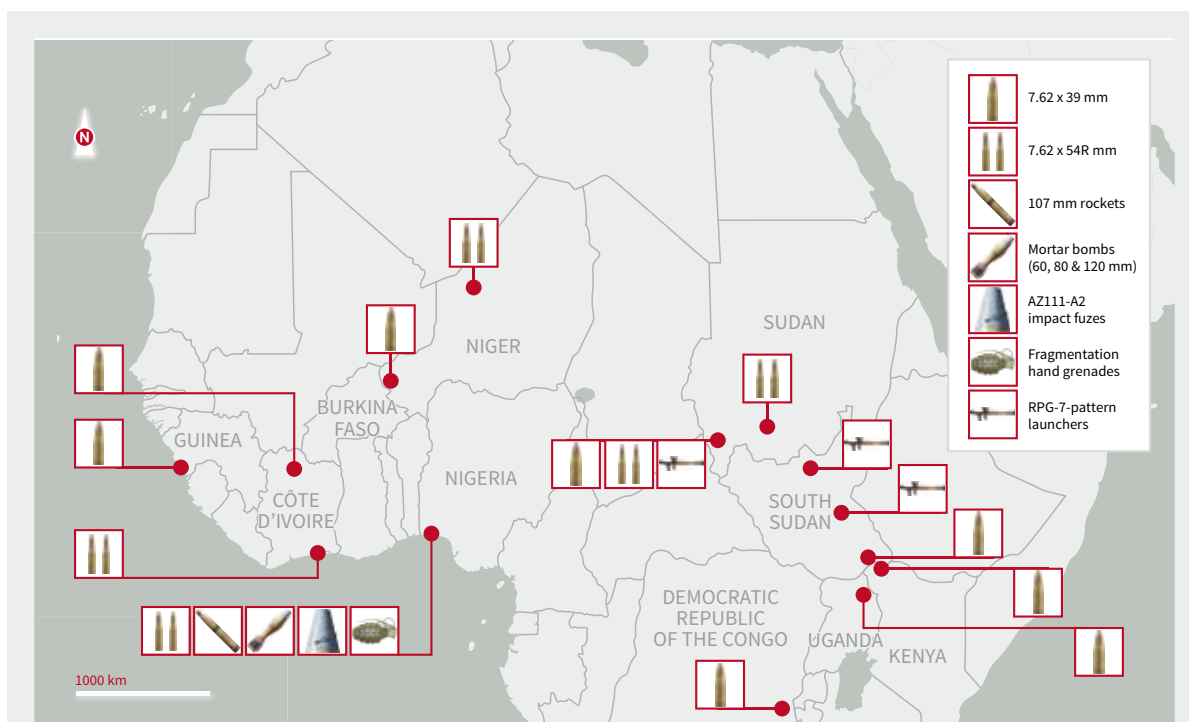 N
7.62 x 39 mm
7.62 x 54R mm
107 mm rockets
Mortar bombs
(60, 80 & 120 mm)
AZ111-A2
impact fuzes
Fragmentation
hand grenades
RPG-7-pattern
launchers
SUDAN
NIGER
BURKINA
FASO
GUINEA
NIGERIA
CÔTE
D'IVOIRE
SOUTH
SUDAN
DEMOCRATIC
REPUBLIC
OF THE CONGO
UGANDA
KENYA
1000 km